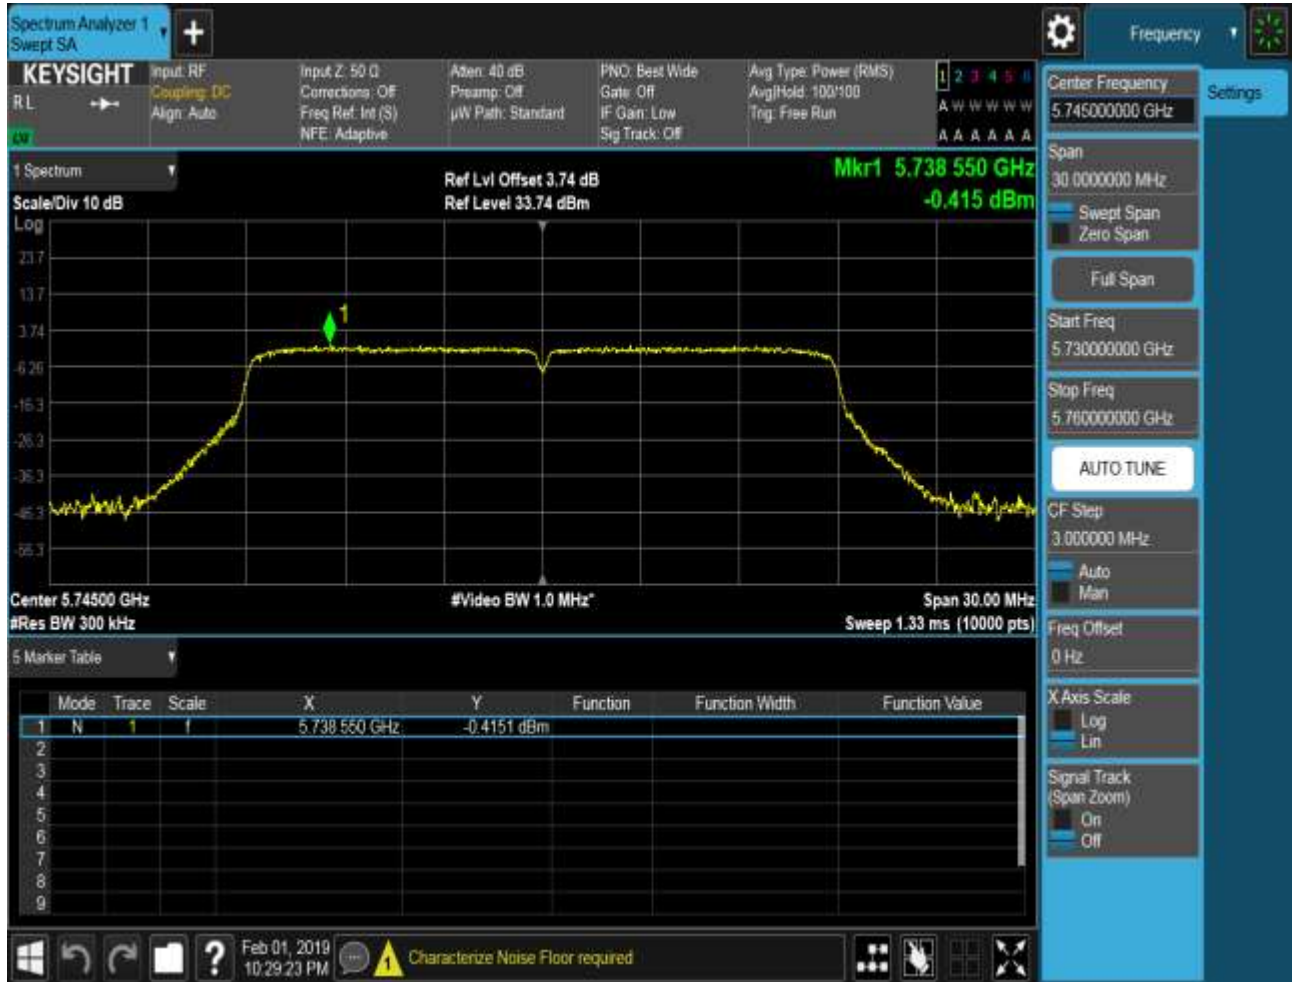 Spectrum Analyzer 1
Swept SA
Frequency
KEYSIGHT
R L
Input: RF
Coupling: DC
Align: Auto
Input Z: 50 Ω
Corrections: Off
Freq Ref: Int (S)
NFE: Adaptive
Atten: 40 dB
Preamp: Off
µW Path: Standard
PNO: Best Wide
Gate: Off
IF Gain: Low
Sig Track: Off
Avg Type: Power (RMS)
Avg|Hold: 100/100
Trig: Free Run
1 2 3 4 5 6
A W W W W W
A A A A A A
1 Spectrum
Scale/Div 10 dB
Ref Lvl Offset 3.74 dB
Ref Level 33.74 dBm
Mkr1 5.738 550 GHz
-0.415 dBm
Log
23.7
13.7
3.74
-6.26
-16.3
-26.3
-36.3
-46.3
-56.3
1
Center 5.74500 GHz
#Res BW 300 kHz
#Video BW 1.0 MHz*
Span 30.00 MHz
Sweep 1.33 ms (10000 pts)
5 Marker Table
Mode Trace Scale X Y Function Function Width Function Value
1 N 1 f 5.738 550 GHz -0.4151 dBm
2
3
4
5
6
7
8
9
Feb 01, 2019
10:29:23 PM
?
1
Characterize Noise Floor required
Settings
Center Frequency
5.745000000 GHz
Span
30.0000000 MHz
Swept Span
Zero Span
Full Span
Start Freq
5.730000000 GHz
Stop Freq
5.760000000 GHz
AUTO TUNE
CF Step
3.000000 MHz
Auto
Man
Freq Offset
0 Hz
X Axis Scale
Log
Lin
Signal Track
(Span Zoom)
On
Off